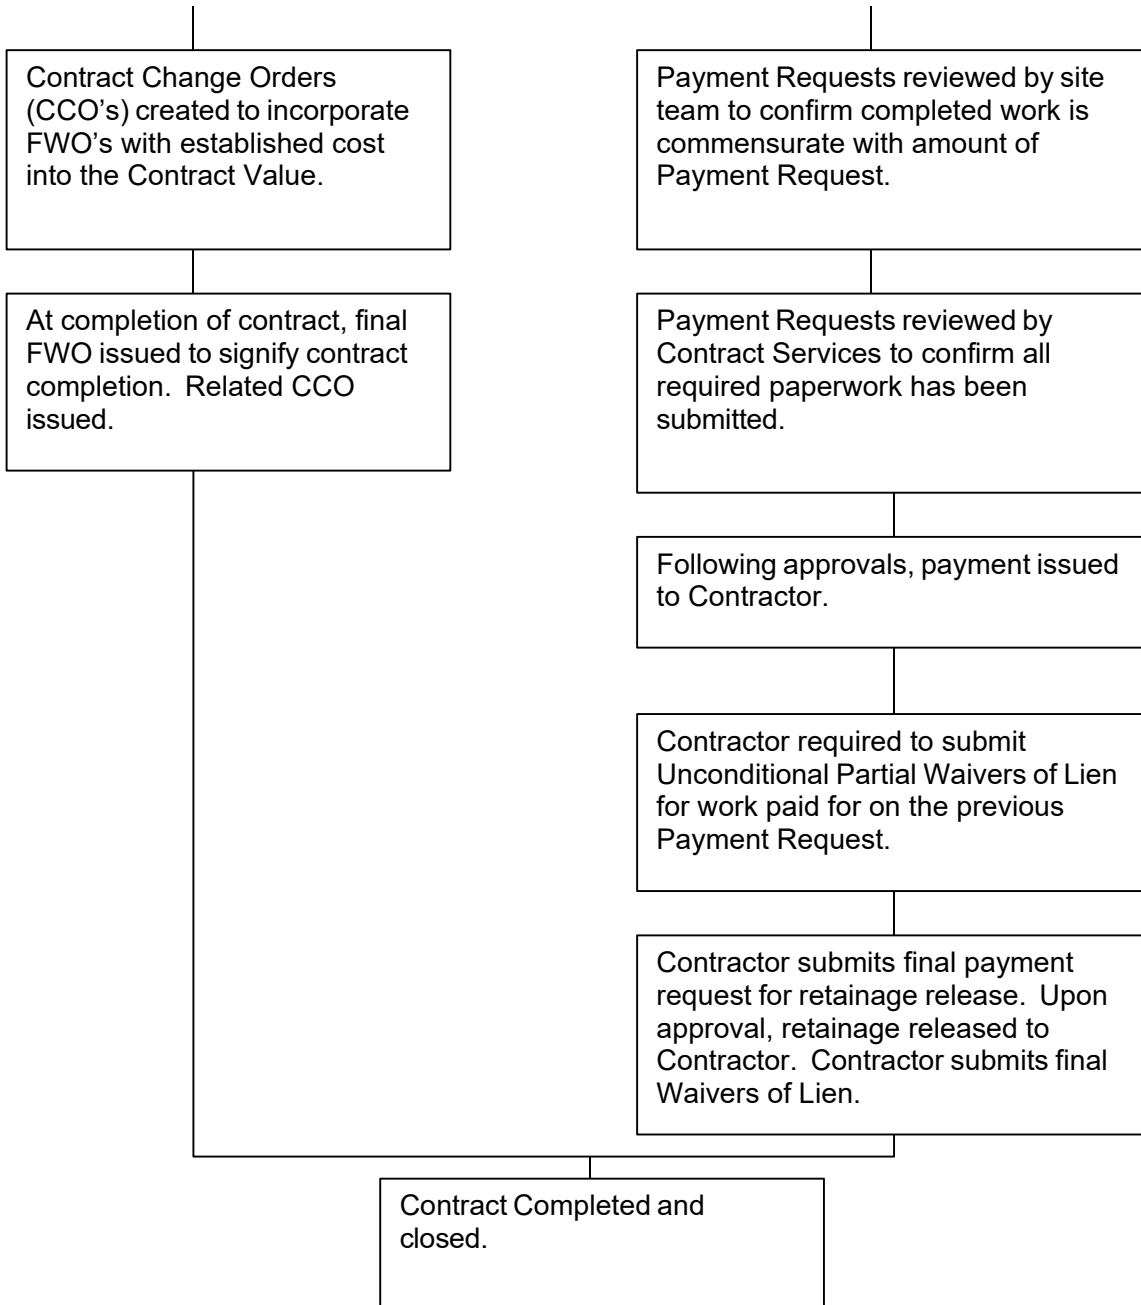 Contract Change Orders
(CCO’s) created to incorporate
FWO’s with established cost
into the Contract Value.
Payment Requests reviewed by site
team to confirm completed work is
commensurate with amount of
Payment Request.
At completion of contract, final
FWO issued to signify contract
completion.  Related CCO
issued.
Payment Requests reviewed by
Contract Services to confirm all
required paperwork has been
submitted.
Following approvals, payment issued
to Contractor.
Contractor required to submit
Unconditional Partial Waivers of Lien
for work paid for on the previous
Payment Request.
Contractor submits final payment
request for retainage release.  Upon
approval, retainage released to
Contractor.  Contractor submits final
Waivers of Lien.
Contract Completed and
closed.